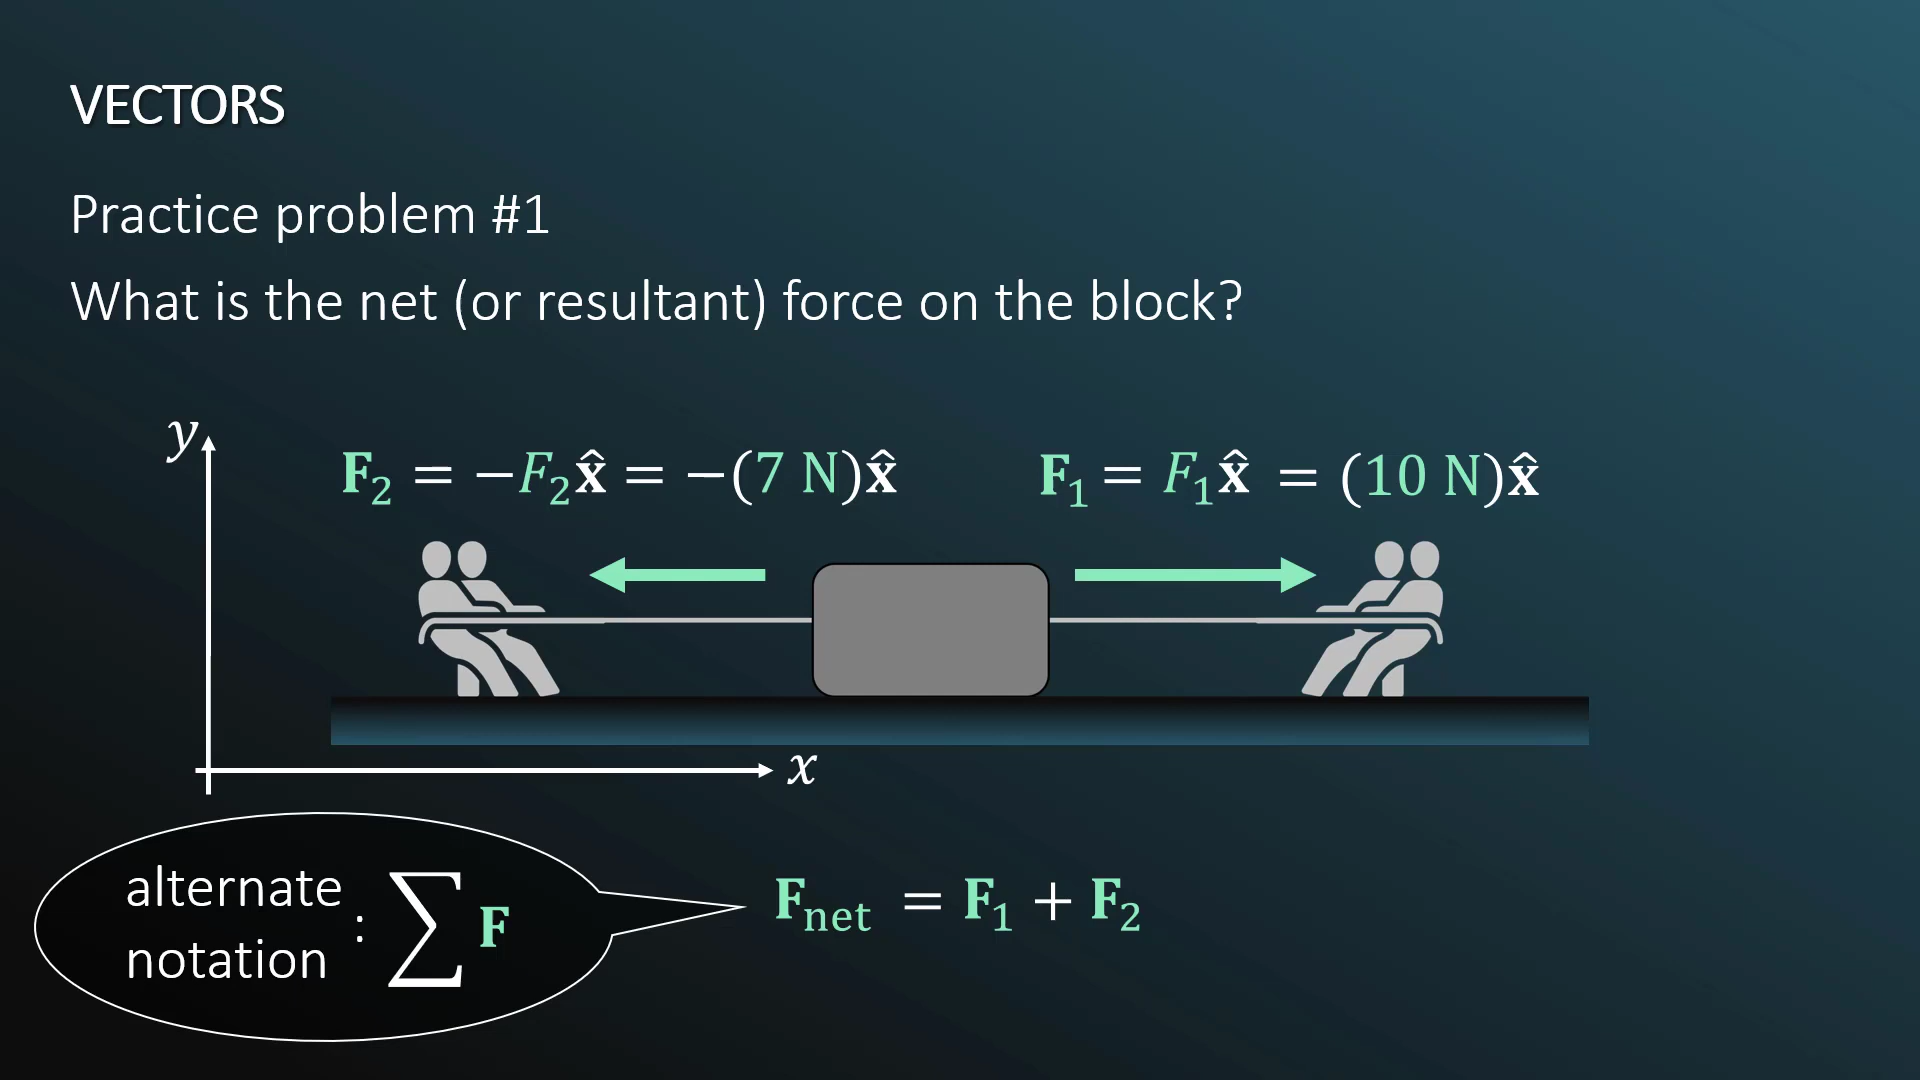 VECTORS
Practice problem #1
What is the net (or resultant) force on the block?
y
𝐅₂ = −F₂x̂ = −(7 N)x̂
𝐅₁ = F₁x̂ = (10 N)x̂
x
alternate
notation : ∑ 𝐅
𝐅net = 𝐅₁ + 𝐅₂